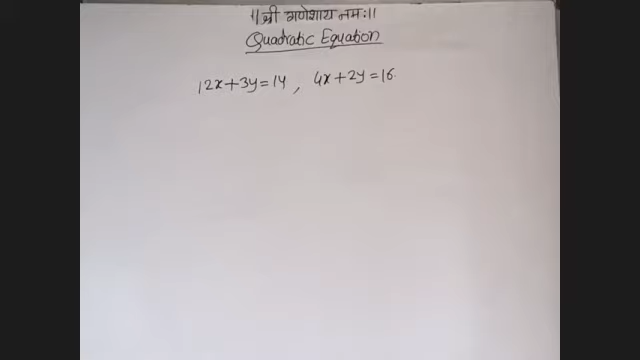 ||श्री गणेशाय नमः||
Quadratic Equation
12x+3y=14 , 4x+2y=16